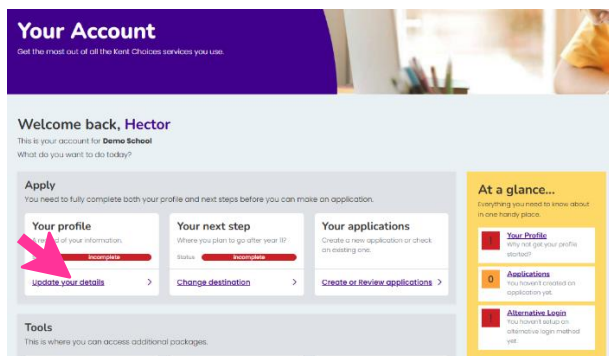 Your Account
Get the most out of all the Kent Choices services you use.
Welcome back, Hector
This is your account for Demo School
What do you want to do today?
Apply
You need to fully complete both your profile and next steps before you can make an application.
Your profile
record of your information.
Incomplete
Update your details
Your next step
Where you plan to go after year 11?
Status
Incomplete
Change destination
Your applications
Create a new application or check
an existing one.
Create or Review applications
Tools
This is where you can access additional packages.
At a glance...
Everything you need to know about
in one handy place.
Your Profile
Why not get your profile
started?
0
Applications
You haven't created an
application yet.
Alternative Login
You haven't setup an
alternative login method
yet.